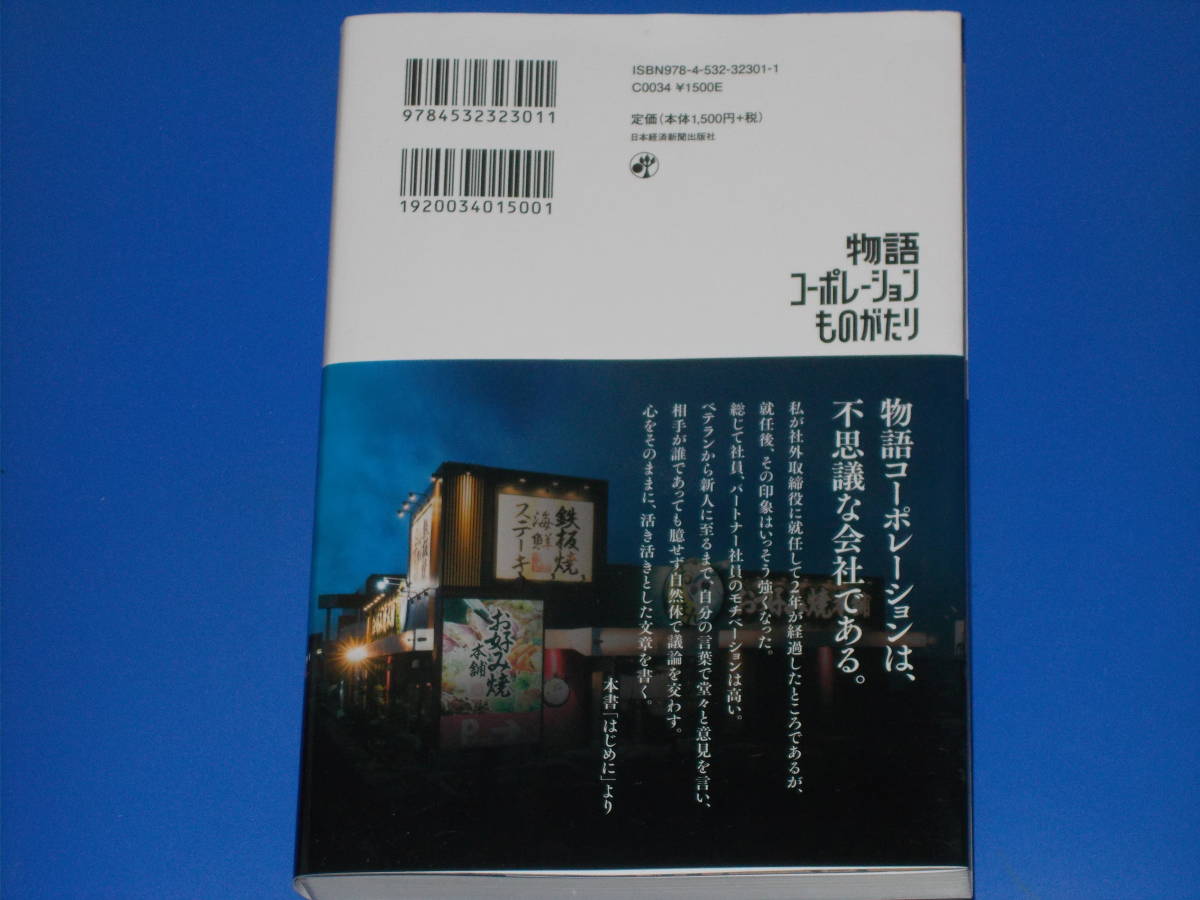 ISBN978-4-532-32301-1
C0034 ¥1500E
定価(本体1,500円+税)
日本経済新聞出版社
9784532323011
1920034015001
物語
コーポレーション
ものがたり
物語コーポレーションは、
不思議な会社である。
私が社外取締役に就任して2年が経過したところであるが、
就任後、その印象はいっそう強くなった。
総じて社員、パートナー社員のモチベーションは高い。
ベテランから新人に至るまで、自分の言葉で堂々と意見を言い、
相手が誰であっても臆せず自然体で議論を交わす。
心をそのままに、活き活きとした文章を書く。
本書「はじめに」より
鉄板焼
海鮮
ステーキ
お好み焼
本舗
お好み焼本舗
P